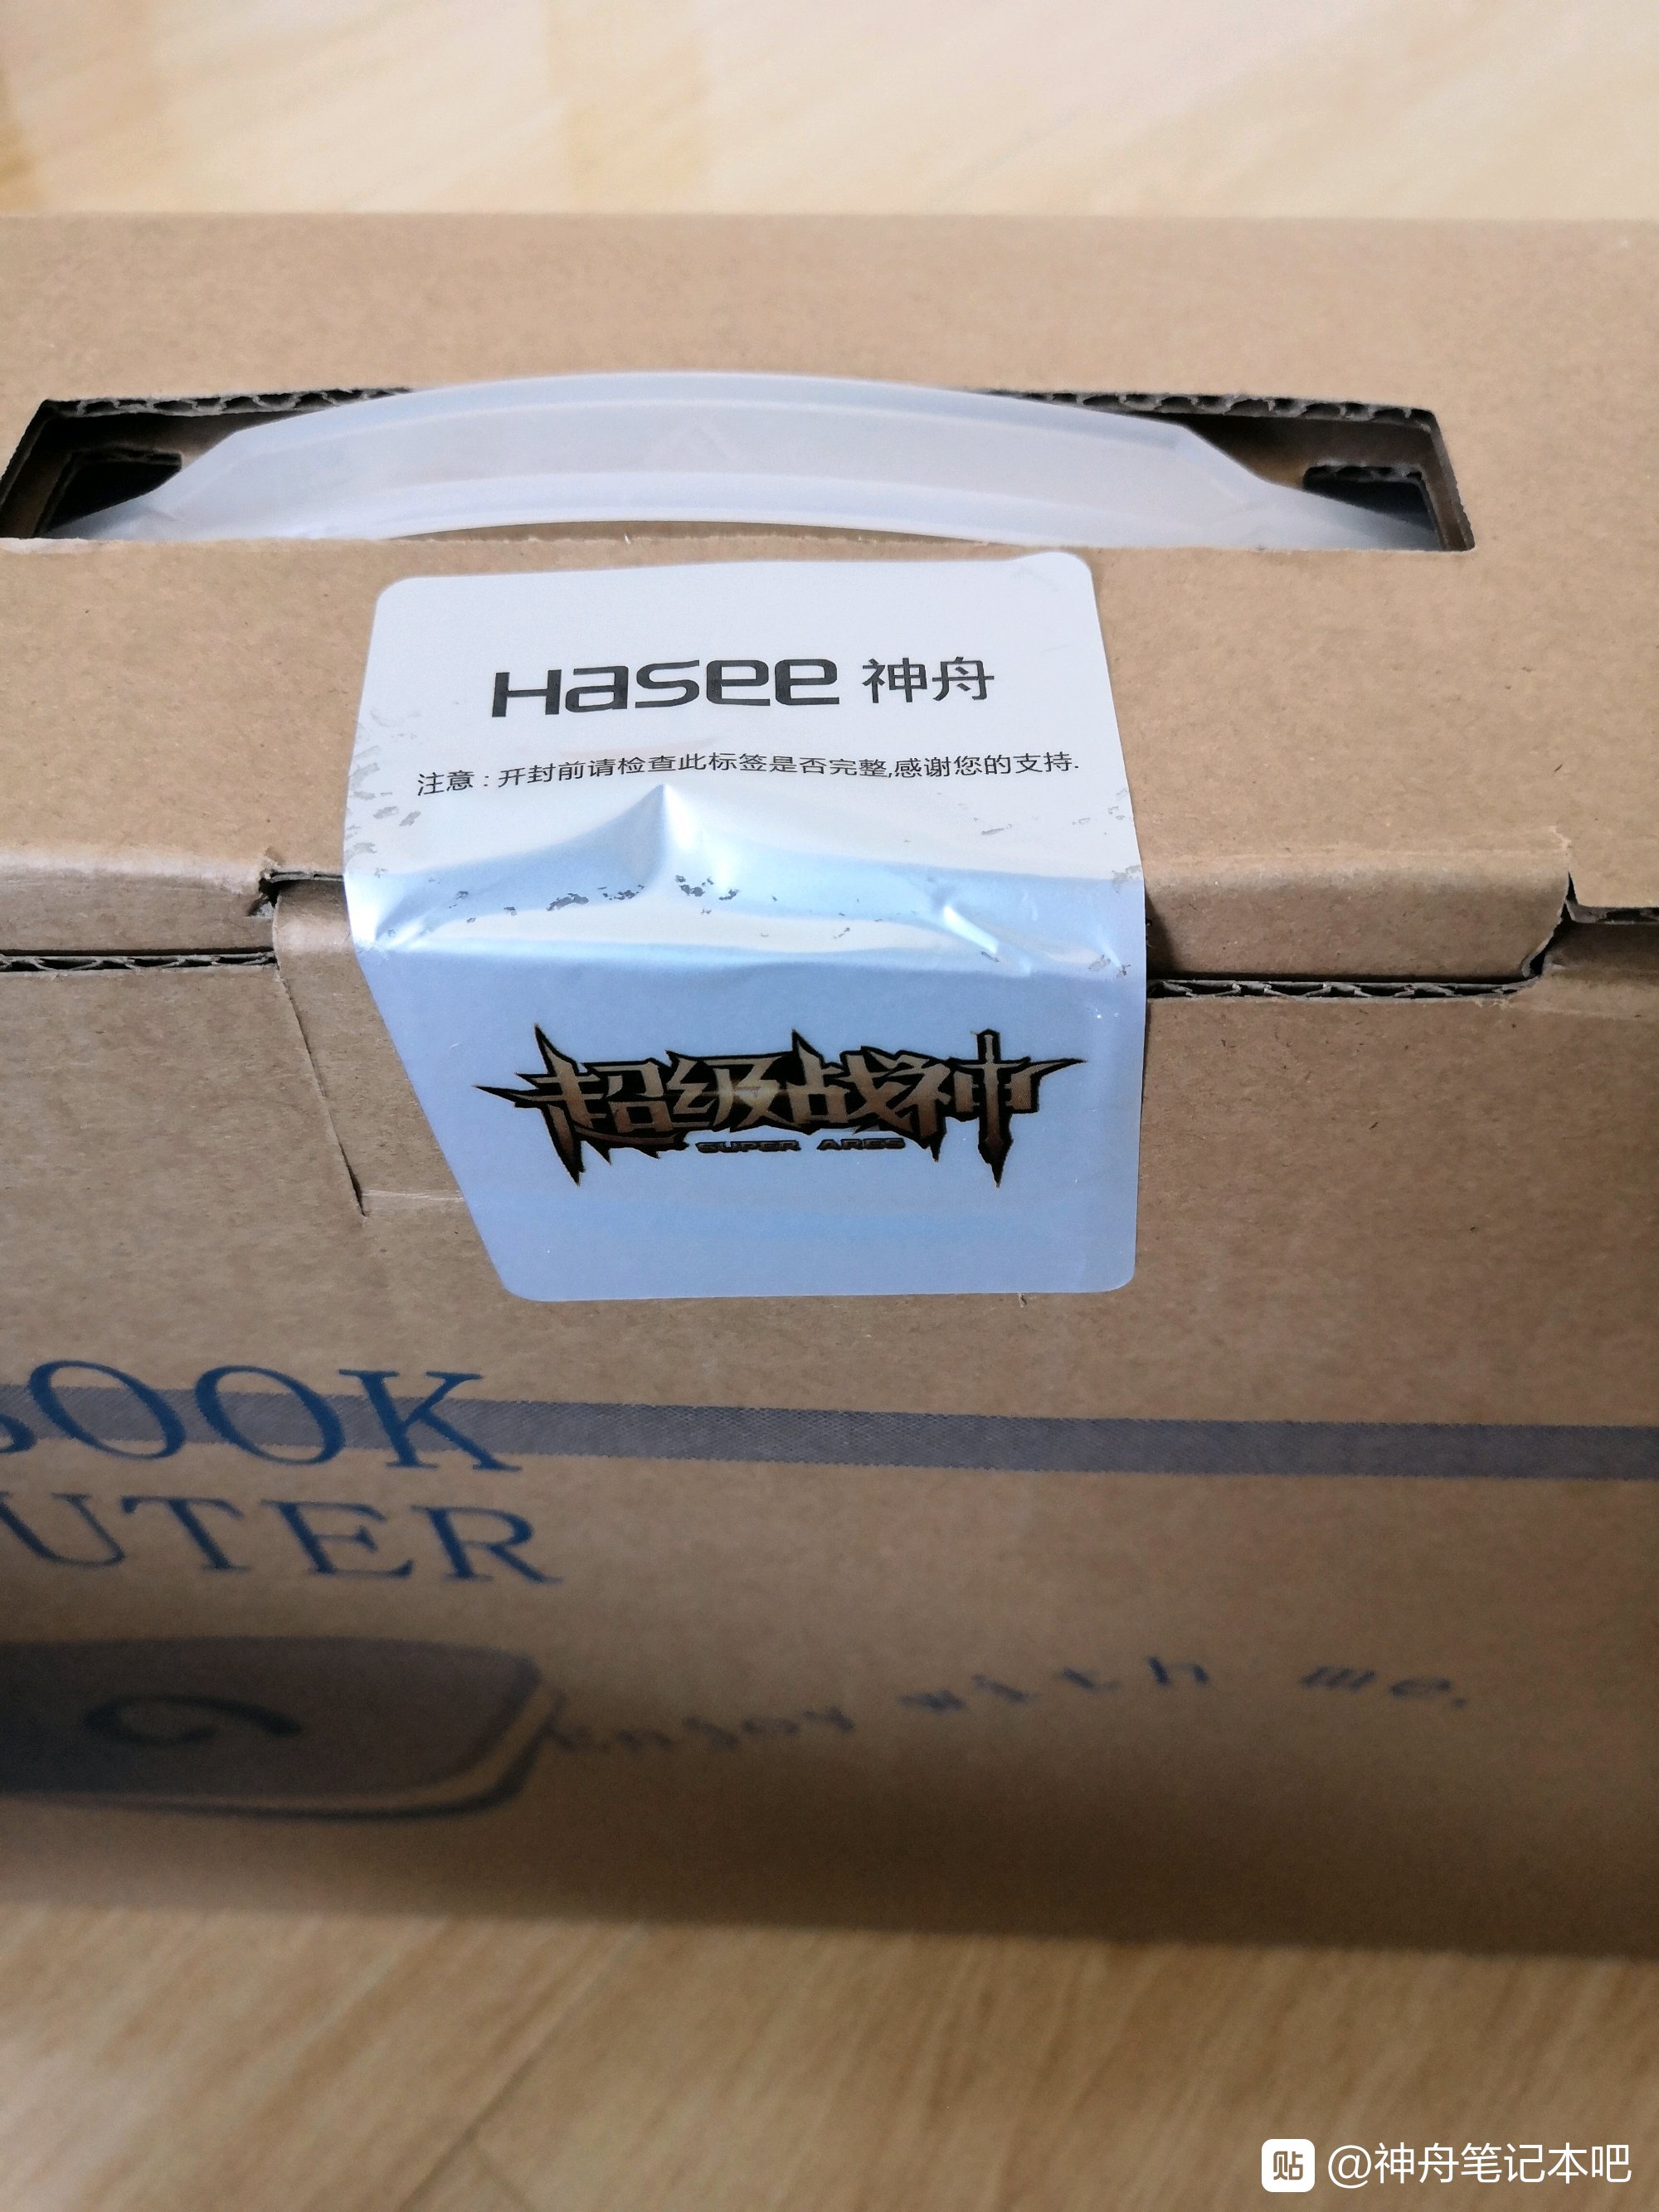 Hasee 神舟
注意：开封前请检查此标签是否完整,感谢您的支持.
超级战神
SUPER ARES
OOK
UTER
enjoy with me.
贴 @神舟笔记本吧